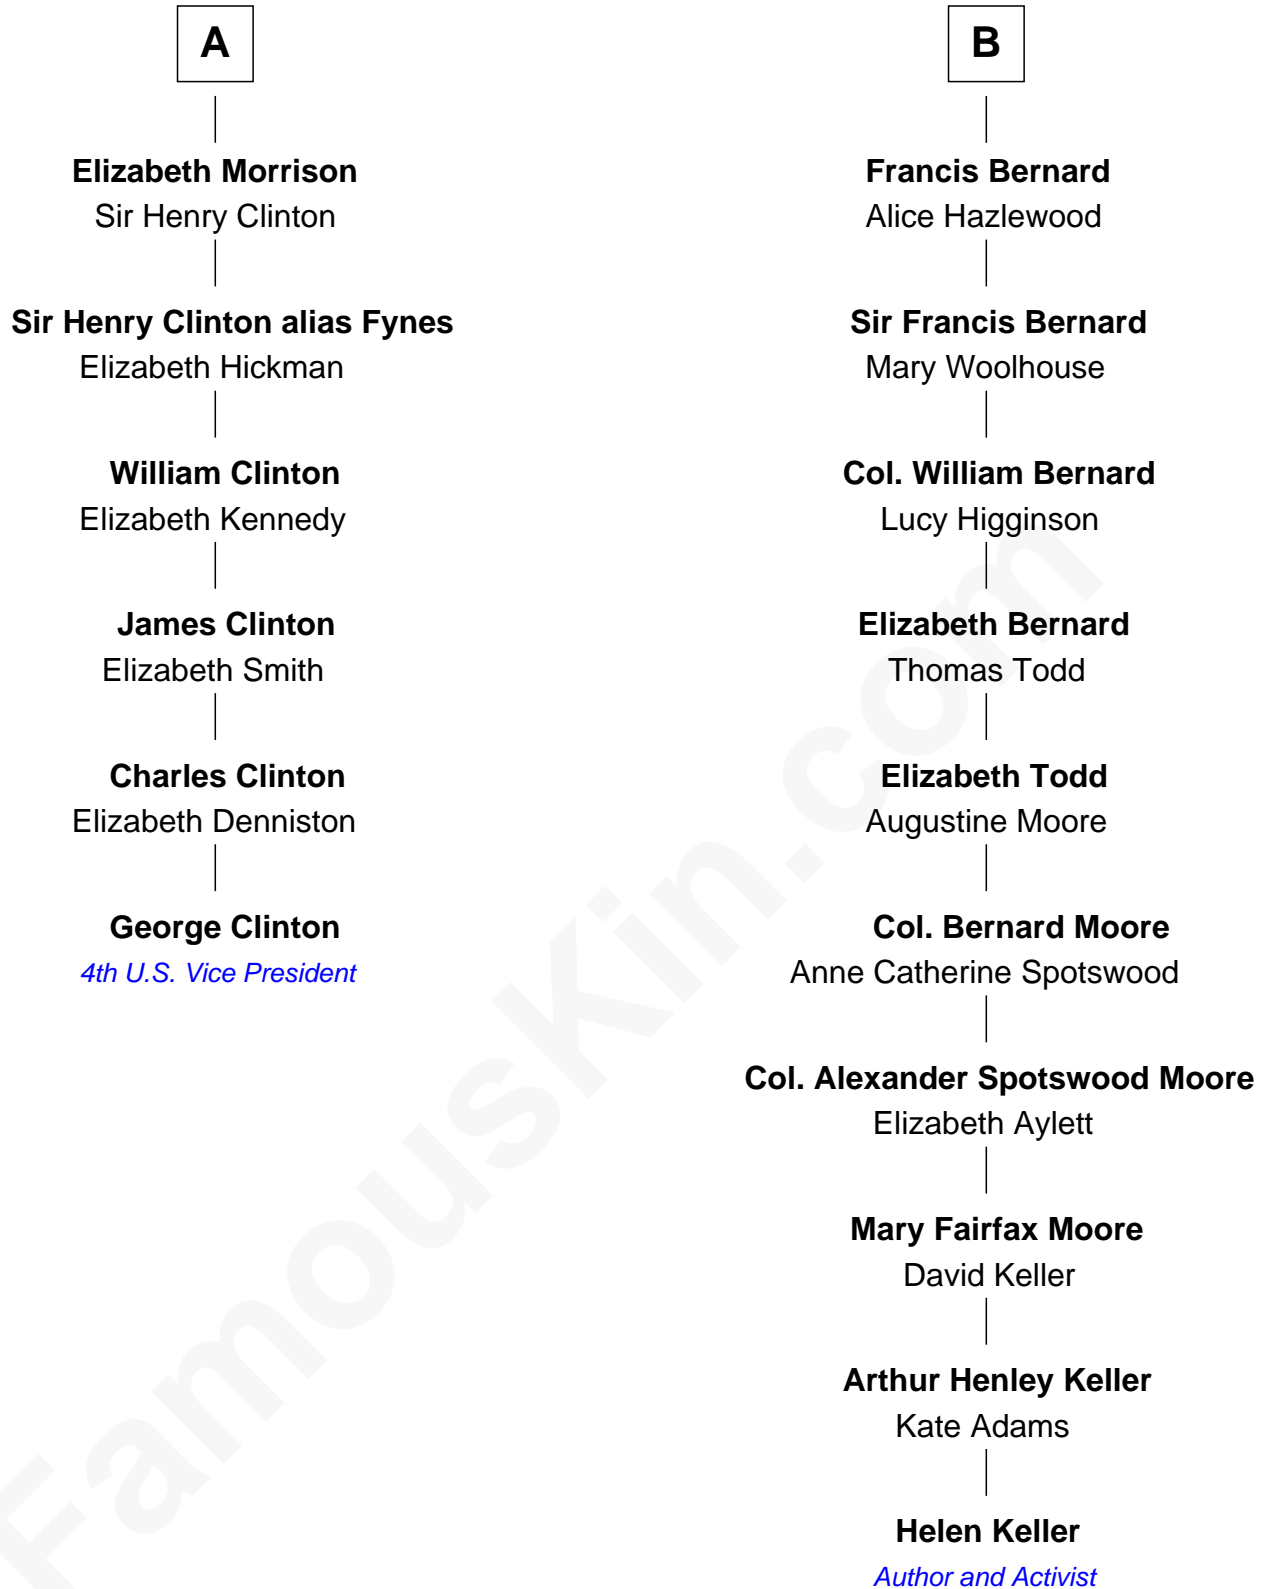 A
Elizabeth Morrison
Sir Henry Clinton
Sir Henry Clinton alias Fynes
Elizabeth Hickman
William Clinton
Elizabeth Kennedy
James Clinton
Elizabeth Smith
Charles Clinton
Elizabeth Denniston
George Clinton
4th U.S. Vice President
B
Francis Bernard
Alice Hazlewood
Sir Francis Bernard
Mary Woolhouse
Col. William Bernard
Lucy Higginson
Elizabeth Bernard
Thomas Todd
Elizabeth Todd
Augustine Moore
Col. Bernard Moore
Anne Catherine Spotswood
Col. Alexander Spotswood Moore
Elizabeth Aylett
Mary Fairfax Moore
David Keller
Arthur Henley Keller
Kate Adams
Helen Keller
Author and Activist
FamousKin.com